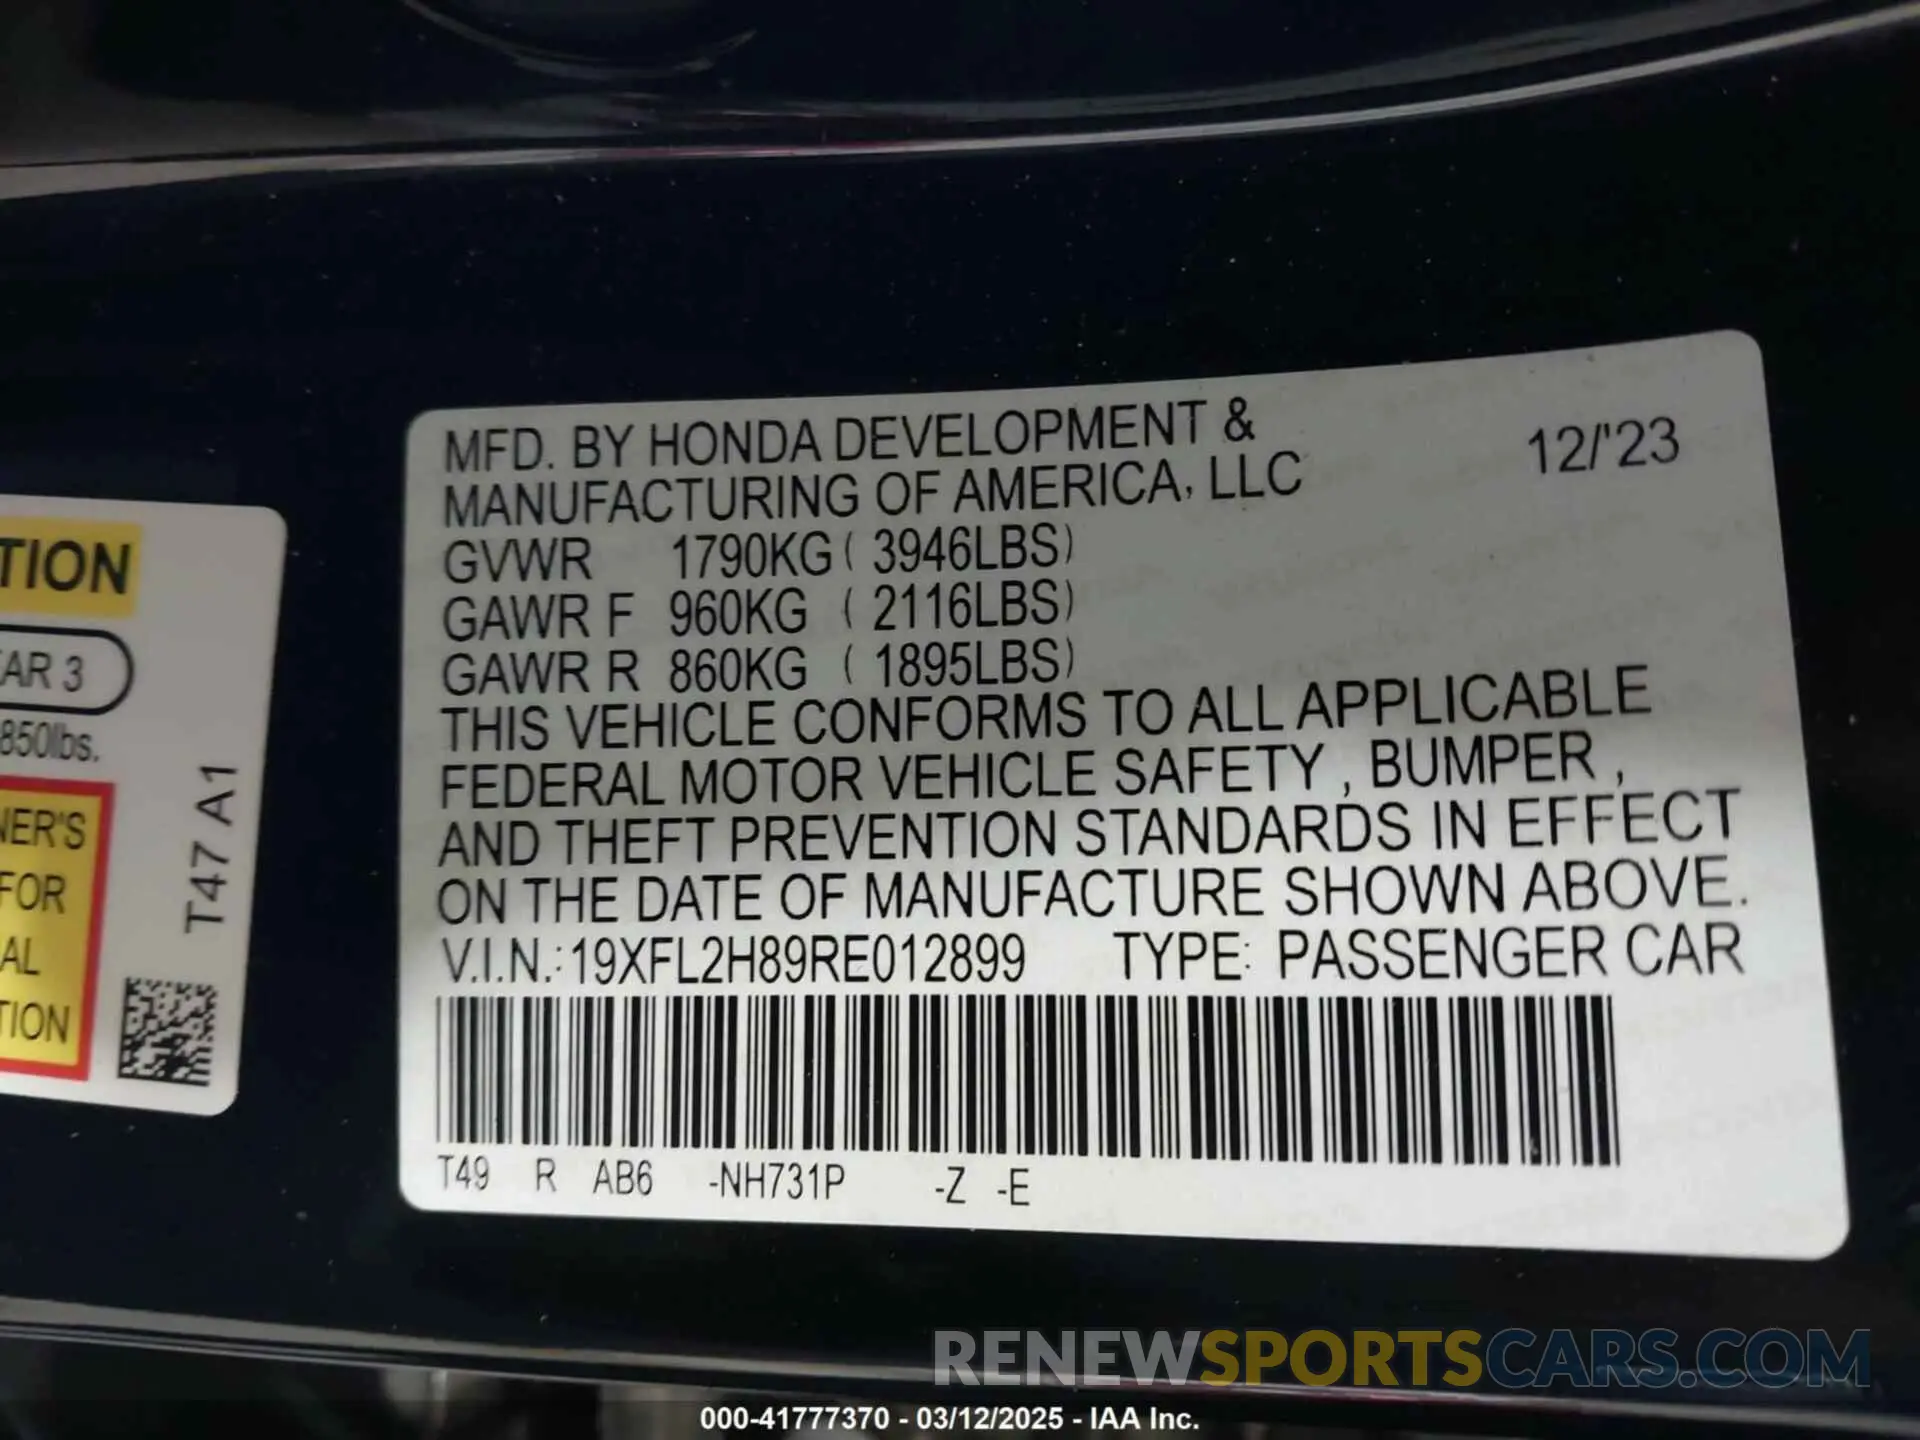 TION
AR 3
850lbs.
NER'S
FOR
AL
TION
T47 A1
MFD. BY HONDA DEVELOPMENT & 12/'23
MANUFACTURING OF AMERICA, LLC
GVWR 1790KG ( 3946LBS)
GAWR F 960KG ( 2116LBS)
GAWR R 860KG ( 1895LBS)
THIS VEHICLE CONFORMS TO ALL APPLICABLE
FEDERAL MOTOR VEHICLE SAFETY , BUMPER ,
AND THEFT PREVENTION STANDARDS IN EFFECT
ON THE DATE OF MANUFACTURE SHOWN ABOVE.
V.I.N.: 19XFL2H89RE012899 TYPE: PASSENGER CAR
T49 R AB6 -NH731P -Z -E
RENEWSPORTSCARS.COM
000-41777370 - 03/12/2025 - IAA Inc.